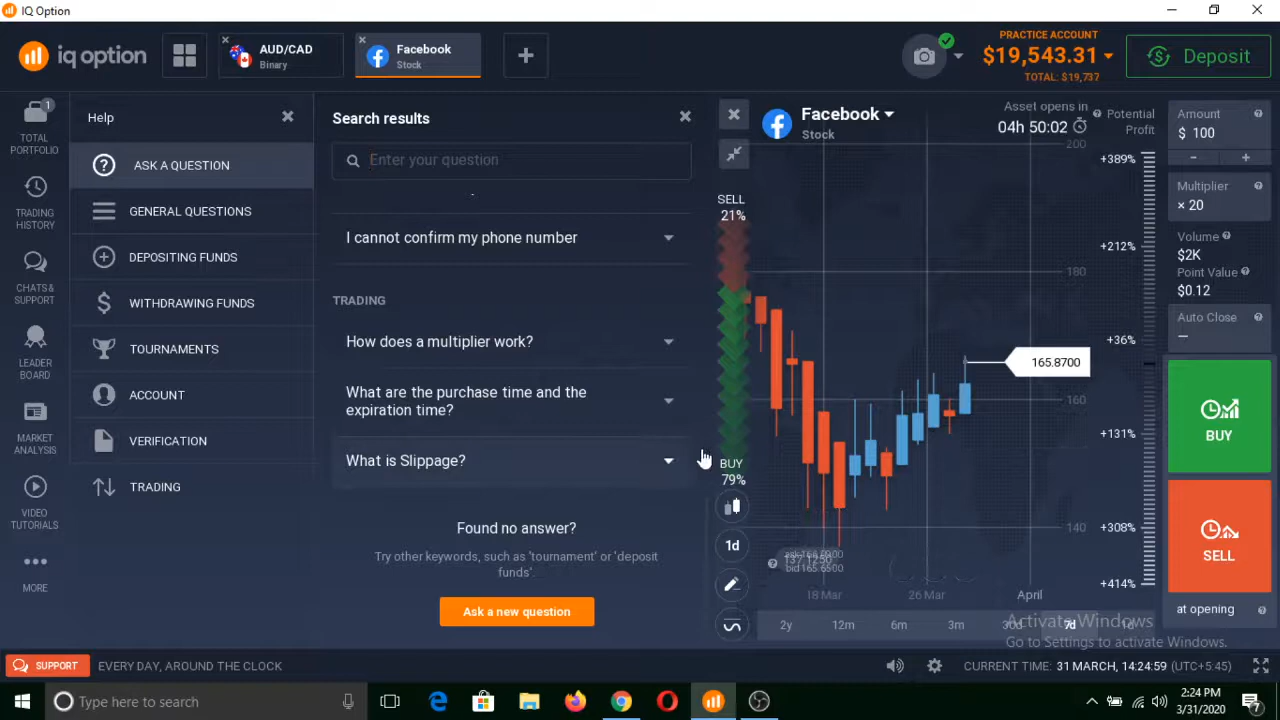 IQ Option
iq option
AUD/CAD
Binary
Facebook
Stock
PRACTICE ACCOUNT
$19,543.31
TOTAL: $19,737
Deposit
1
TOTAL
PORTFOLIO
TRADING
HISTORY
CHATS &
SUPPORT
LEADER
BOARD
MARKET
ANALYSIS
VIDEO
TUTORIALS
MORE
Help
ASK A QUESTION
GENERAL QUESTIONS
DEPOSITING FUNDS
WITHDRAWING FUNDS
TOURNAMENTS
ACCOUNT
VERIFICATION
TRADING
Search results
Enter your question
I cannot confirm my phone number
TRADING
How does a multiplier work?
What are the purchase time and the
expiration time?
What is Slippage?
Found no answer?
Try other keywords, such as 'tournament' or 'deposit
funds'.
Ask a new question
Facebook
Stock
Asset opens in
04h 50:02
SELL
21%
BUY
79%
1d
200
180
160
140
165.8700
18 Mar
26 Mar
April
2y
12m
6m
3m
30d
7d
1d
Potential
Profit
+389%
+212%
+36%
+131%
+308%
+414%
Amount
$ 100
Multiplier
× 20
Volume
$2K
Point Value
$0.12
Auto Close
BUY
SELL
at opening
Activate Windows
Go to Settings to activate Windows.
SUPPORT
EVERY DAY, AROUND THE CLOCK
CURRENT TIME: 31 MARCH, 14:24:59 (UTC+5:45)
Type here to search
2:24 PM
3/31/2020
7